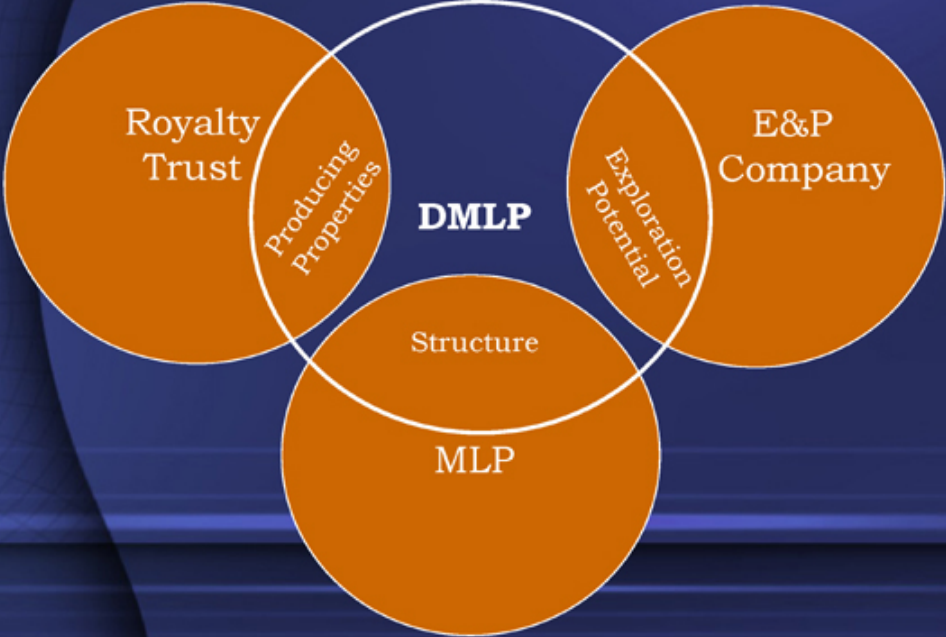 Royalty
Trust
Producing
Properties
DMLP
Exploration
Potential
E&P
Company
Structure
MLP